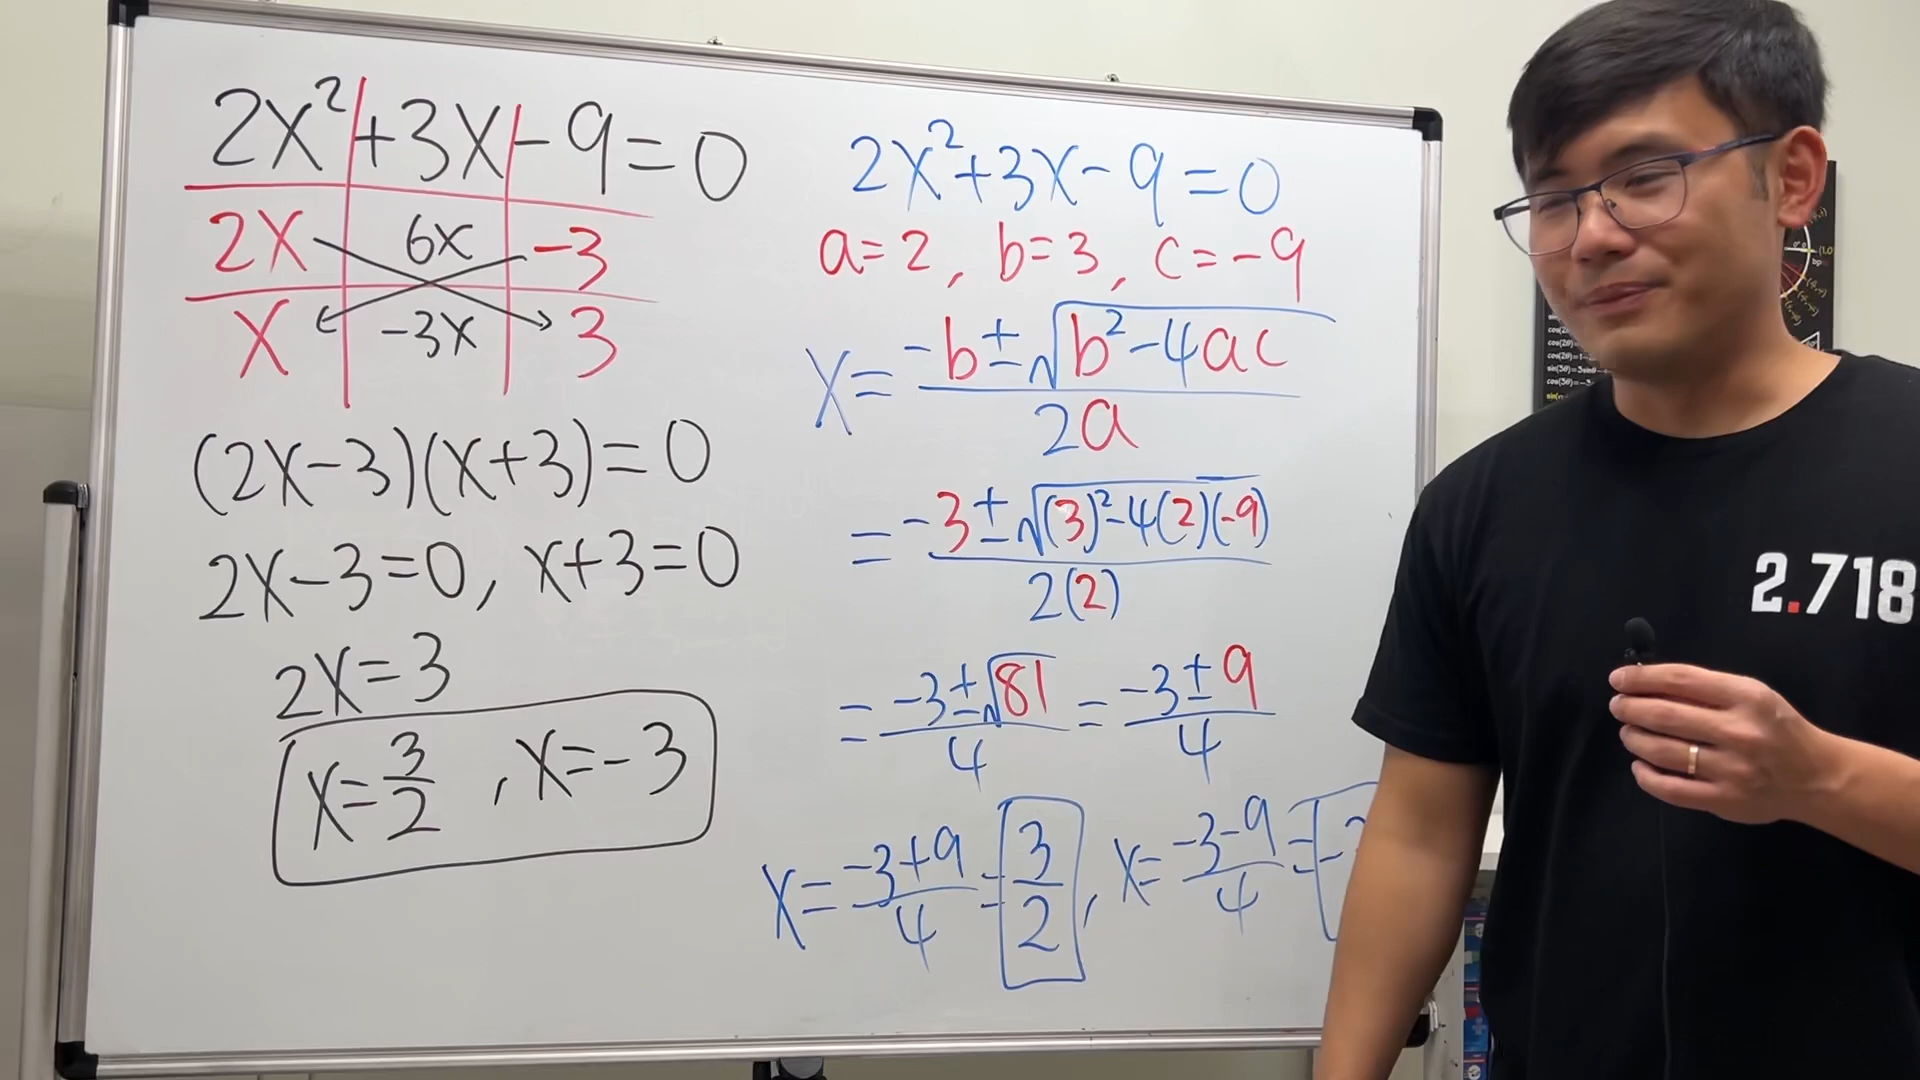 2x²+3x-9=0
2x 6x -3
x -3x 3
(2x-3)(x+3)=0
2x-3=0, x+3=0
2x=3
x=3/2, x=-3
2x²+3x-9=0
a=2, b=3, c=-9
x=(-b±√(b²-4ac))/(2a)
=(-3±√((3)²-4(2)(-9)))/(2(2))
=(-3±√81)/4=(-3±9)/4
x=(-3+9)/4=3/2, x=(-3-9)/4=-3
2.718